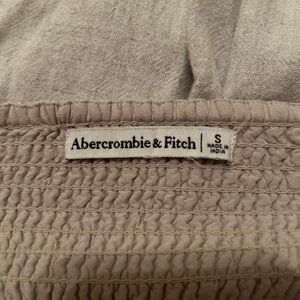 Abercrombie & Fitch
S
MADE IN
INDIA